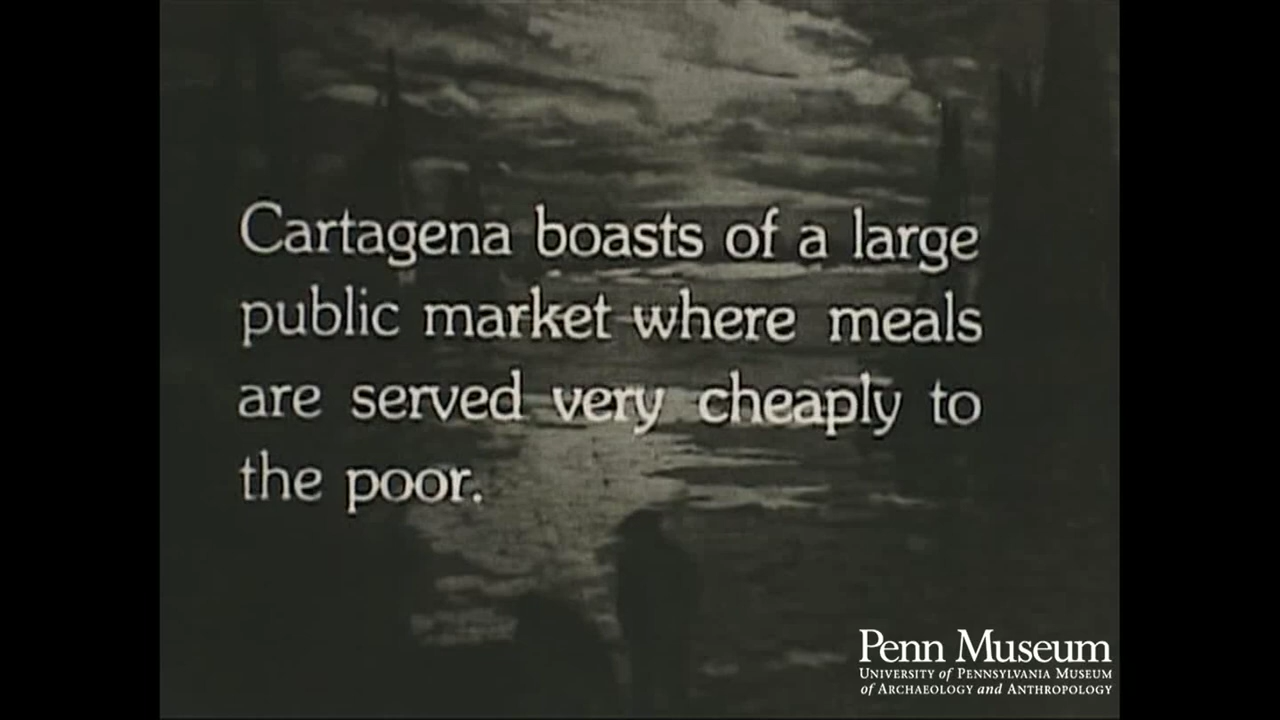 Cartagena boasts of a large
public market where meals
are served very cheaply to
the poor.
Penn Museum
UNIVERSITY of PENNSYLVANIA MUSEUM
of ARCHAEOLOGY and ANTHROPOLOGY